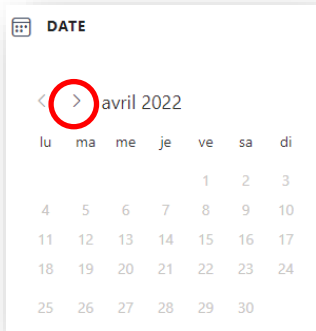 DATE
< > avril 2022
lu ma me je ve sa di
1 2 3
4 5 6 7 8 9 10
11 12 13 14 15 16 17
18 19 20 21 22 23 24
25 26 27 28 29 30